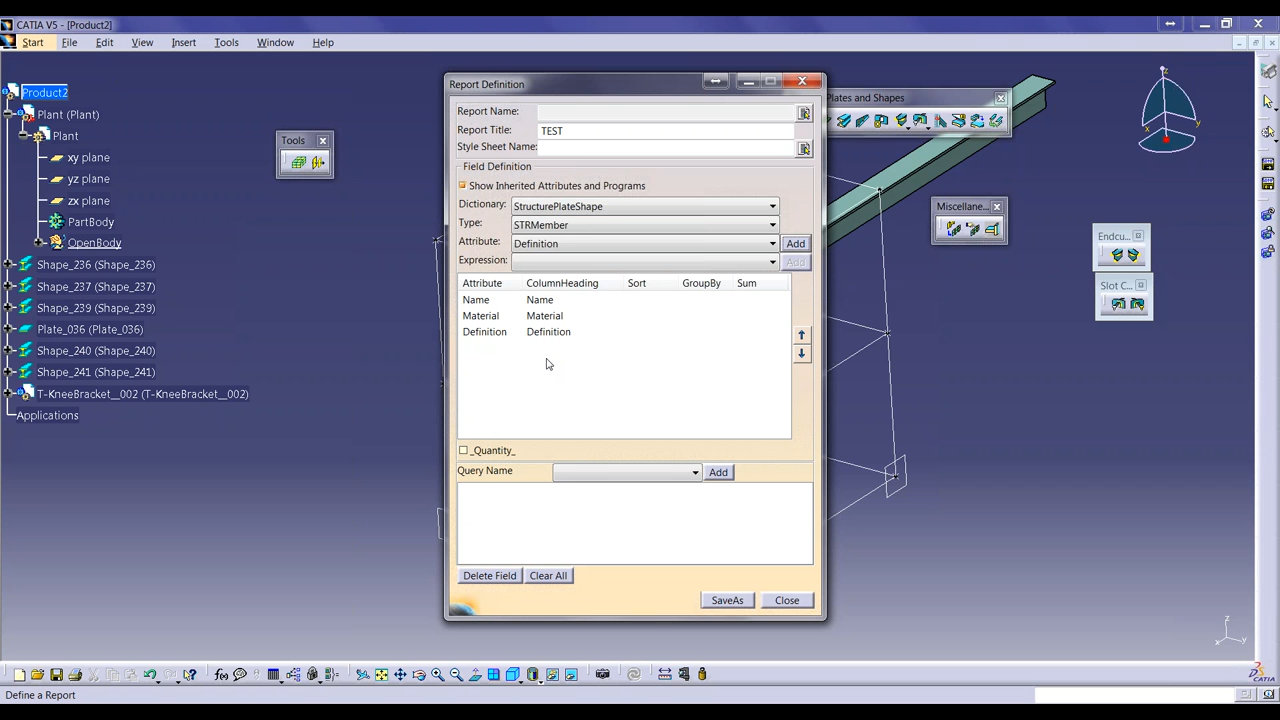 CATIA V5 - [Product2]
Start File Edit View Insert Tools Window Help
Product2
Plant (Plant)
Plant
xy plane
yz plane
zx plane
PartBody
OpenBody
Shape_236 (Shape_236)
Shape_237 (Shape_237)
Shape_239 (Shape_239)
Plate_036 (Plate_036)
Shape_240 (Shape_240)
Shape_241 (Shape_241)
T-KneeBracket__002 (T-KneeBracket__002)
Applications
Tools
Report Definition
Report Name:
Report Title: TEST
Style Sheet Name:
Field Definition
Show Inherited Attributes and Programs
Dictionary: StructurePlateShape
Type: STRMember
Attribute: Definition Add
Expression: Add
Attribute ColumnHeading Sort GroupBy Sum
Name Name
Material Material
Definition Definition
_Quantity_
Query Name Add
Delete Field Clear All
SaveAs Close
Plates and Shapes
Miscellane...
Endcu...
Slot C...
z
x
y
z
x
y
Define a Report
CATIA